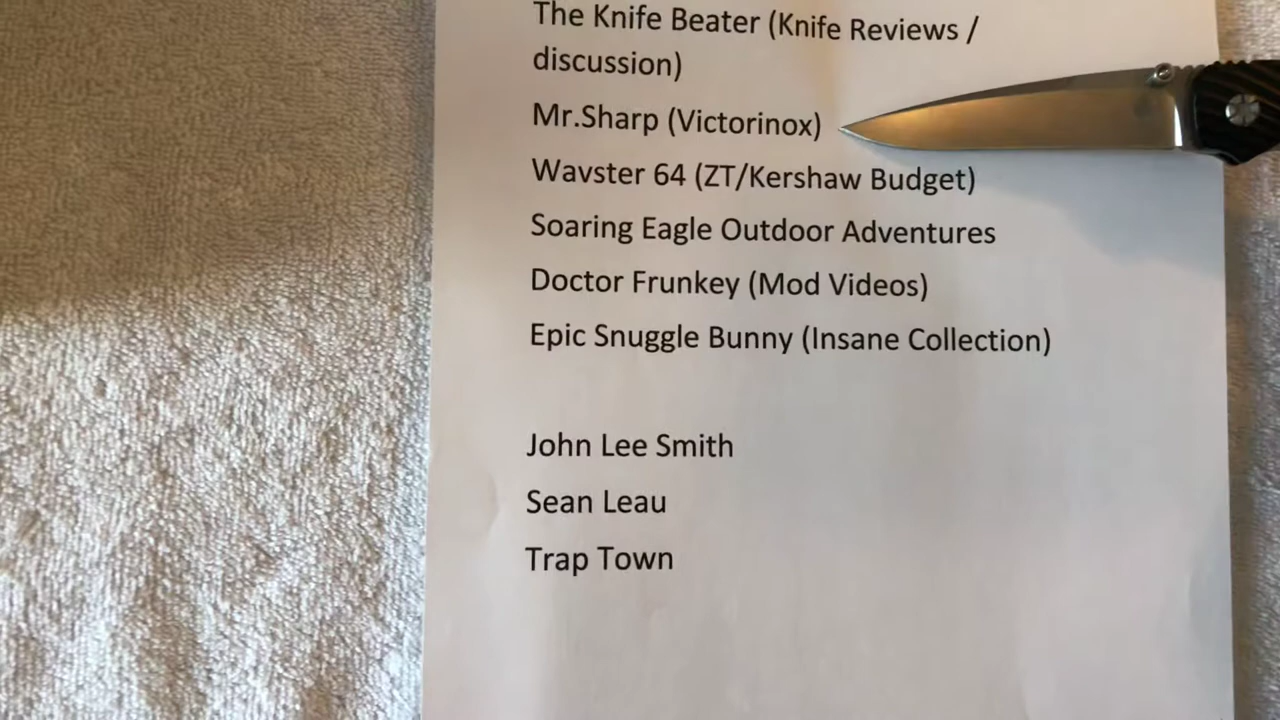 The Knife Beater (Knife Reviews /
discussion)
Mr.Sharp (Victorinox)
Wavster 64 (ZT/Kershaw Budget)
Soaring Eagle Outdoor Adventures
Doctor Frunkey (Mod Videos)
Epic Snuggle Bunny (Insane Collection)
John Lee Smith
Sean Leau
Trap Town